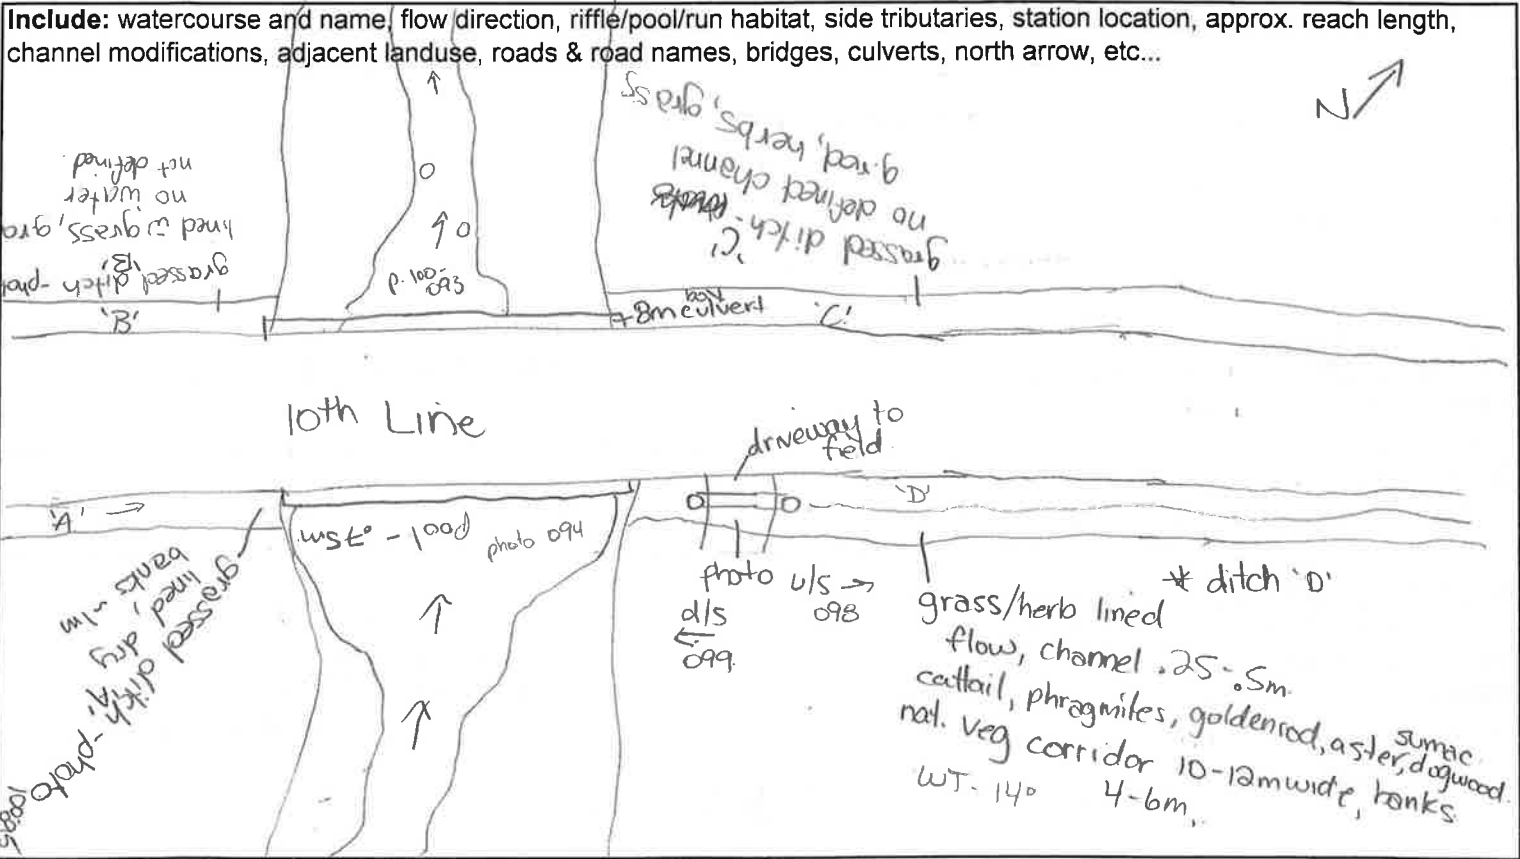 Include: watercourse and name, flow direction, riffle/pool/run habitat, side tributaries, station location, approx. reach length,
channel modifications, adjacent landuse, roads & road names, bridges, culverts, north arrow, etc...
N
grassed ditch -
'B'
lined w grass,
no water
not defined.
'B'
p. 100-
093
grassed ditch -
'C'
no defined channel
g.rod, herbs, grass
box
~8m culvert
'C'
10th Line
driveway to
field
'A' →
pool - .75m
photo 094
'D'
photo u/s →
098
d/s
←
099.
* ditch 'D'
grass/herb lined
flow, channel .25-.5m.
cattail, phragmites, goldenrod, aster, sumac
dogwood.
nat. veg corridor 10-12m wide, banks
4-6m,
WT- 14°
grassed ditch - photo
'A'
lined, dry
banks ~1m